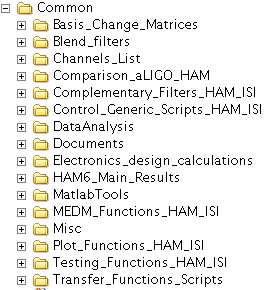 Common
Basis_Change_Matrices
Blend_filters
Channels_List
Comparison_aLIGO_HAM
Complementary_Filters_HAM_ISI
Control_Generic_Scripts_HAM_ISI
DataAnalysis
Documents
Electronics_design_calculations
HAM6_Main_Results
MatlabTools
MEDM_Functions_HAM_ISI
Misc
Plot_Functions_HAM_ISI
Testing_Functions_HAM_ISI
Transfer_Functions_Scripts